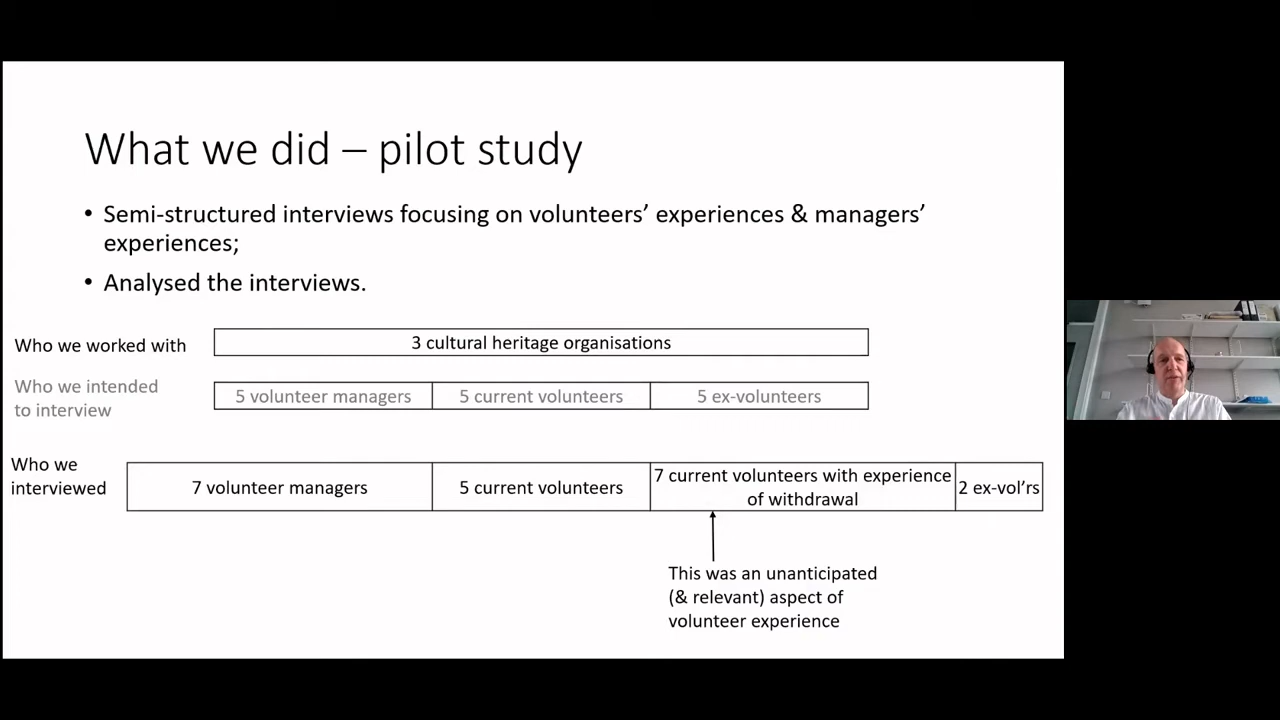 What we did – pilot study
• Semi-structured interviews focusing on volunteers’ experiences & managers’
experiences;
• Analysed the interviews.
Who we worked with
3 cultural heritage organisations
Who we intended
to interview
5 volunteer managers
5 current volunteers
5 ex-volunteers
Who we
interviewed
7 volunteer managers
5 current volunteers
7 current volunteers with experience
of withdrawal
2 ex-vol’rs
This was an unanticipated
(& relevant) aspect of
volunteer experience